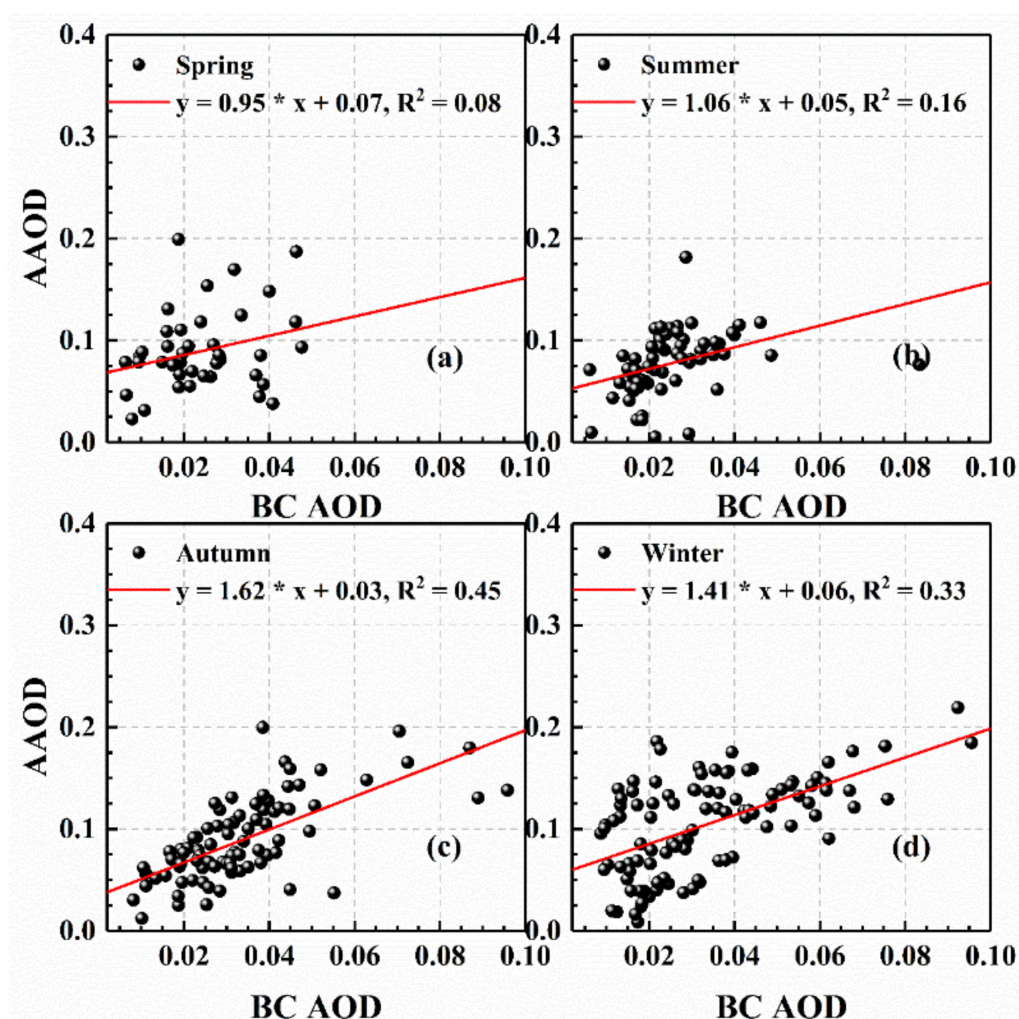 0.4
0.3
0.2
0.1
0.0
AAOD
Spring
y = 0.95 * x + 0.07, R² = 0.08
(a)
0.02 0.04 0.06 0.08 0.10
BC AOD
0.4
0.3
0.2
0.1
0.0
Summer
y = 1.06 * x + 0.05, R² = 0.16
(b)
0.02 0.04 0.06 0.08 0.10
BC AOD
0.4
0.3
0.2
0.1
0.0
AAOD
Autumn
y = 1.62 * x + 0.03, R² = 0.45
(c)
0.02 0.04 0.06 0.08 0.10
BC AOD
0.4
0.3
0.2
0.1
0.0
Winter
y = 1.41 * x + 0.06, R² = 0.33
(d)
0.02 0.04 0.06 0.08 0.10
BC AOD